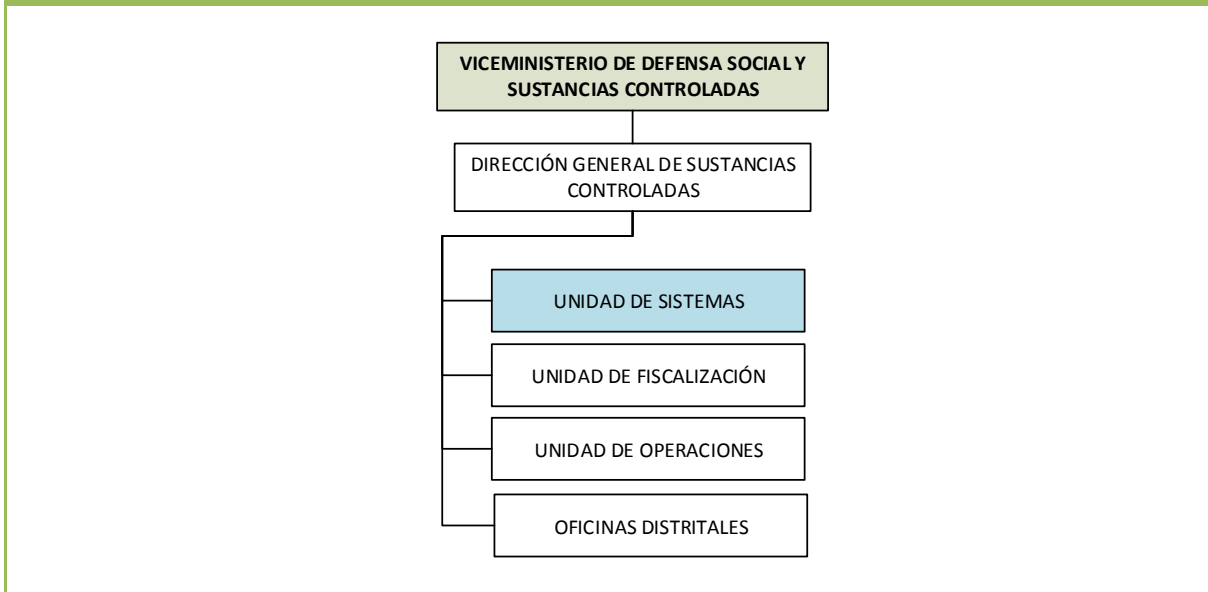 VICEMINISTERIO DE DEFENSA SOCIAL Y
SUSTANCIAS CONTROLADAS
DIRECCIÓN GENERAL DE SUSTANCIAS
CONTROLADAS
UNIDAD DE SISTEMAS
UNIDAD DE FISCALIZACIÓN
UNIDAD DE OPERACIONES
OFICINAS DISTRITALES